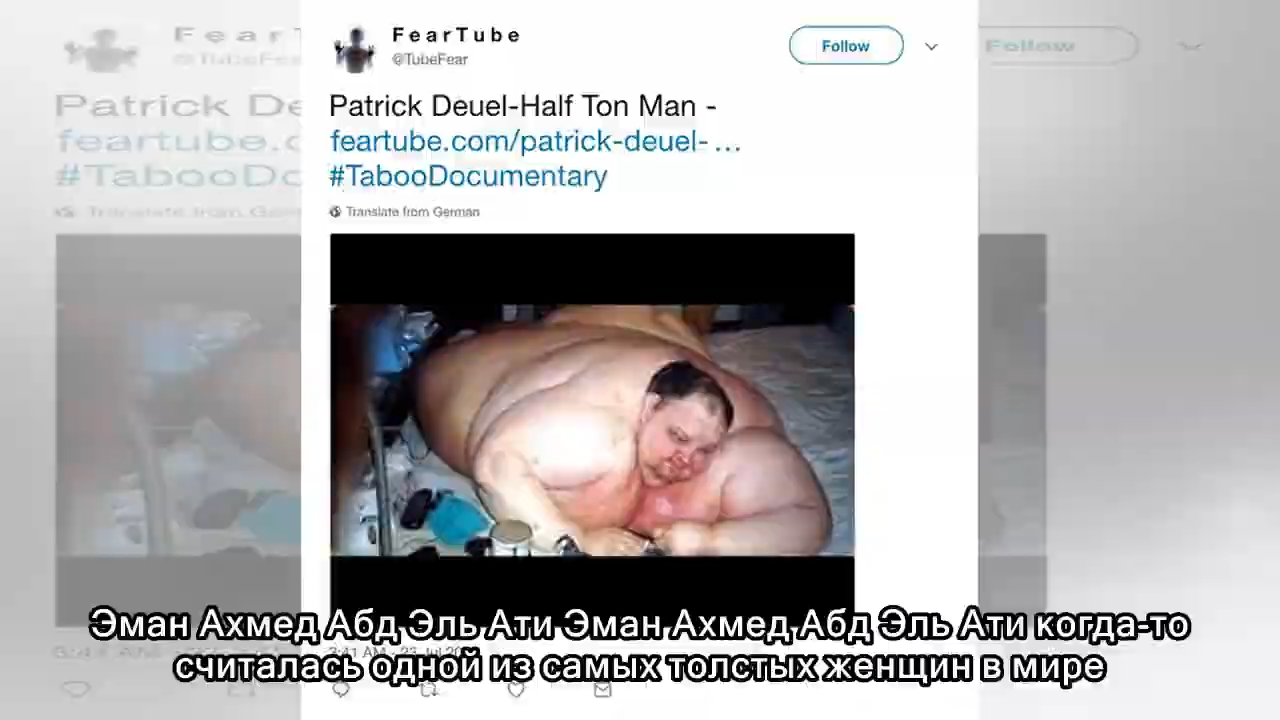 FearTube
@TubeFear
Follow
Patrick Deuel-Half Ton Man -
feartube.com/patrick-deuel- ...
#TabooDocumentary
Translate from German
Эман Ахмед Абд Эль Ати Эман Ахмед Абд Эль Ати когда-то
считалась одной из самых толстых женщин в мире